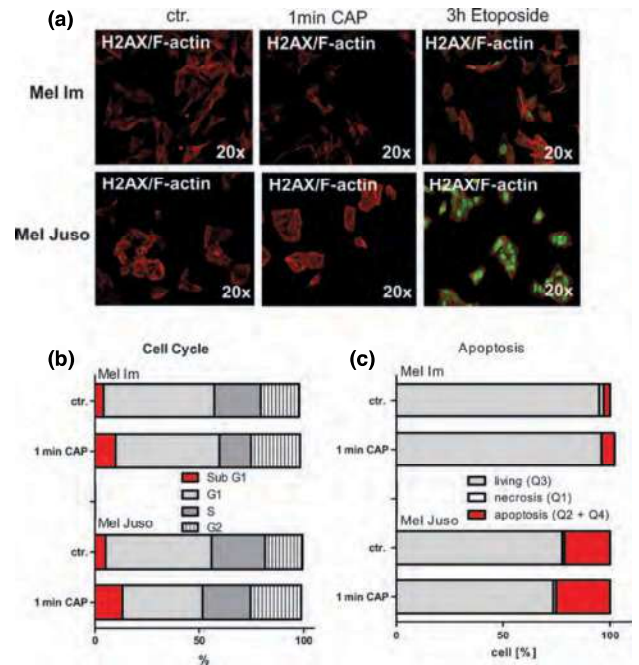 (a) ctr. 1min CAP 3h Etoposide
Mel Im
H2AX/F-actin H2AX/F-actin H2AX/F-actin
20x 20x 20x
Mel Juso
H2AX/F-actin H2AX/F-actin H2AX/F-actin
20x 20x 20x
(b) Cell Cycle
Mel Im
ctr.
1 min CAP
Sub G1
G1
S
G2
Mel Juso
ctr.
1 min CAP
0 50 100
%
(c) Apoptosis
Mel Im
ctr.
1 min CAP
living (Q3)
necrosis (Q1)
apoptosis (Q2 + Q4)
Mel Juso
ctr.
1 min CAP
0 50 100
cell [%]